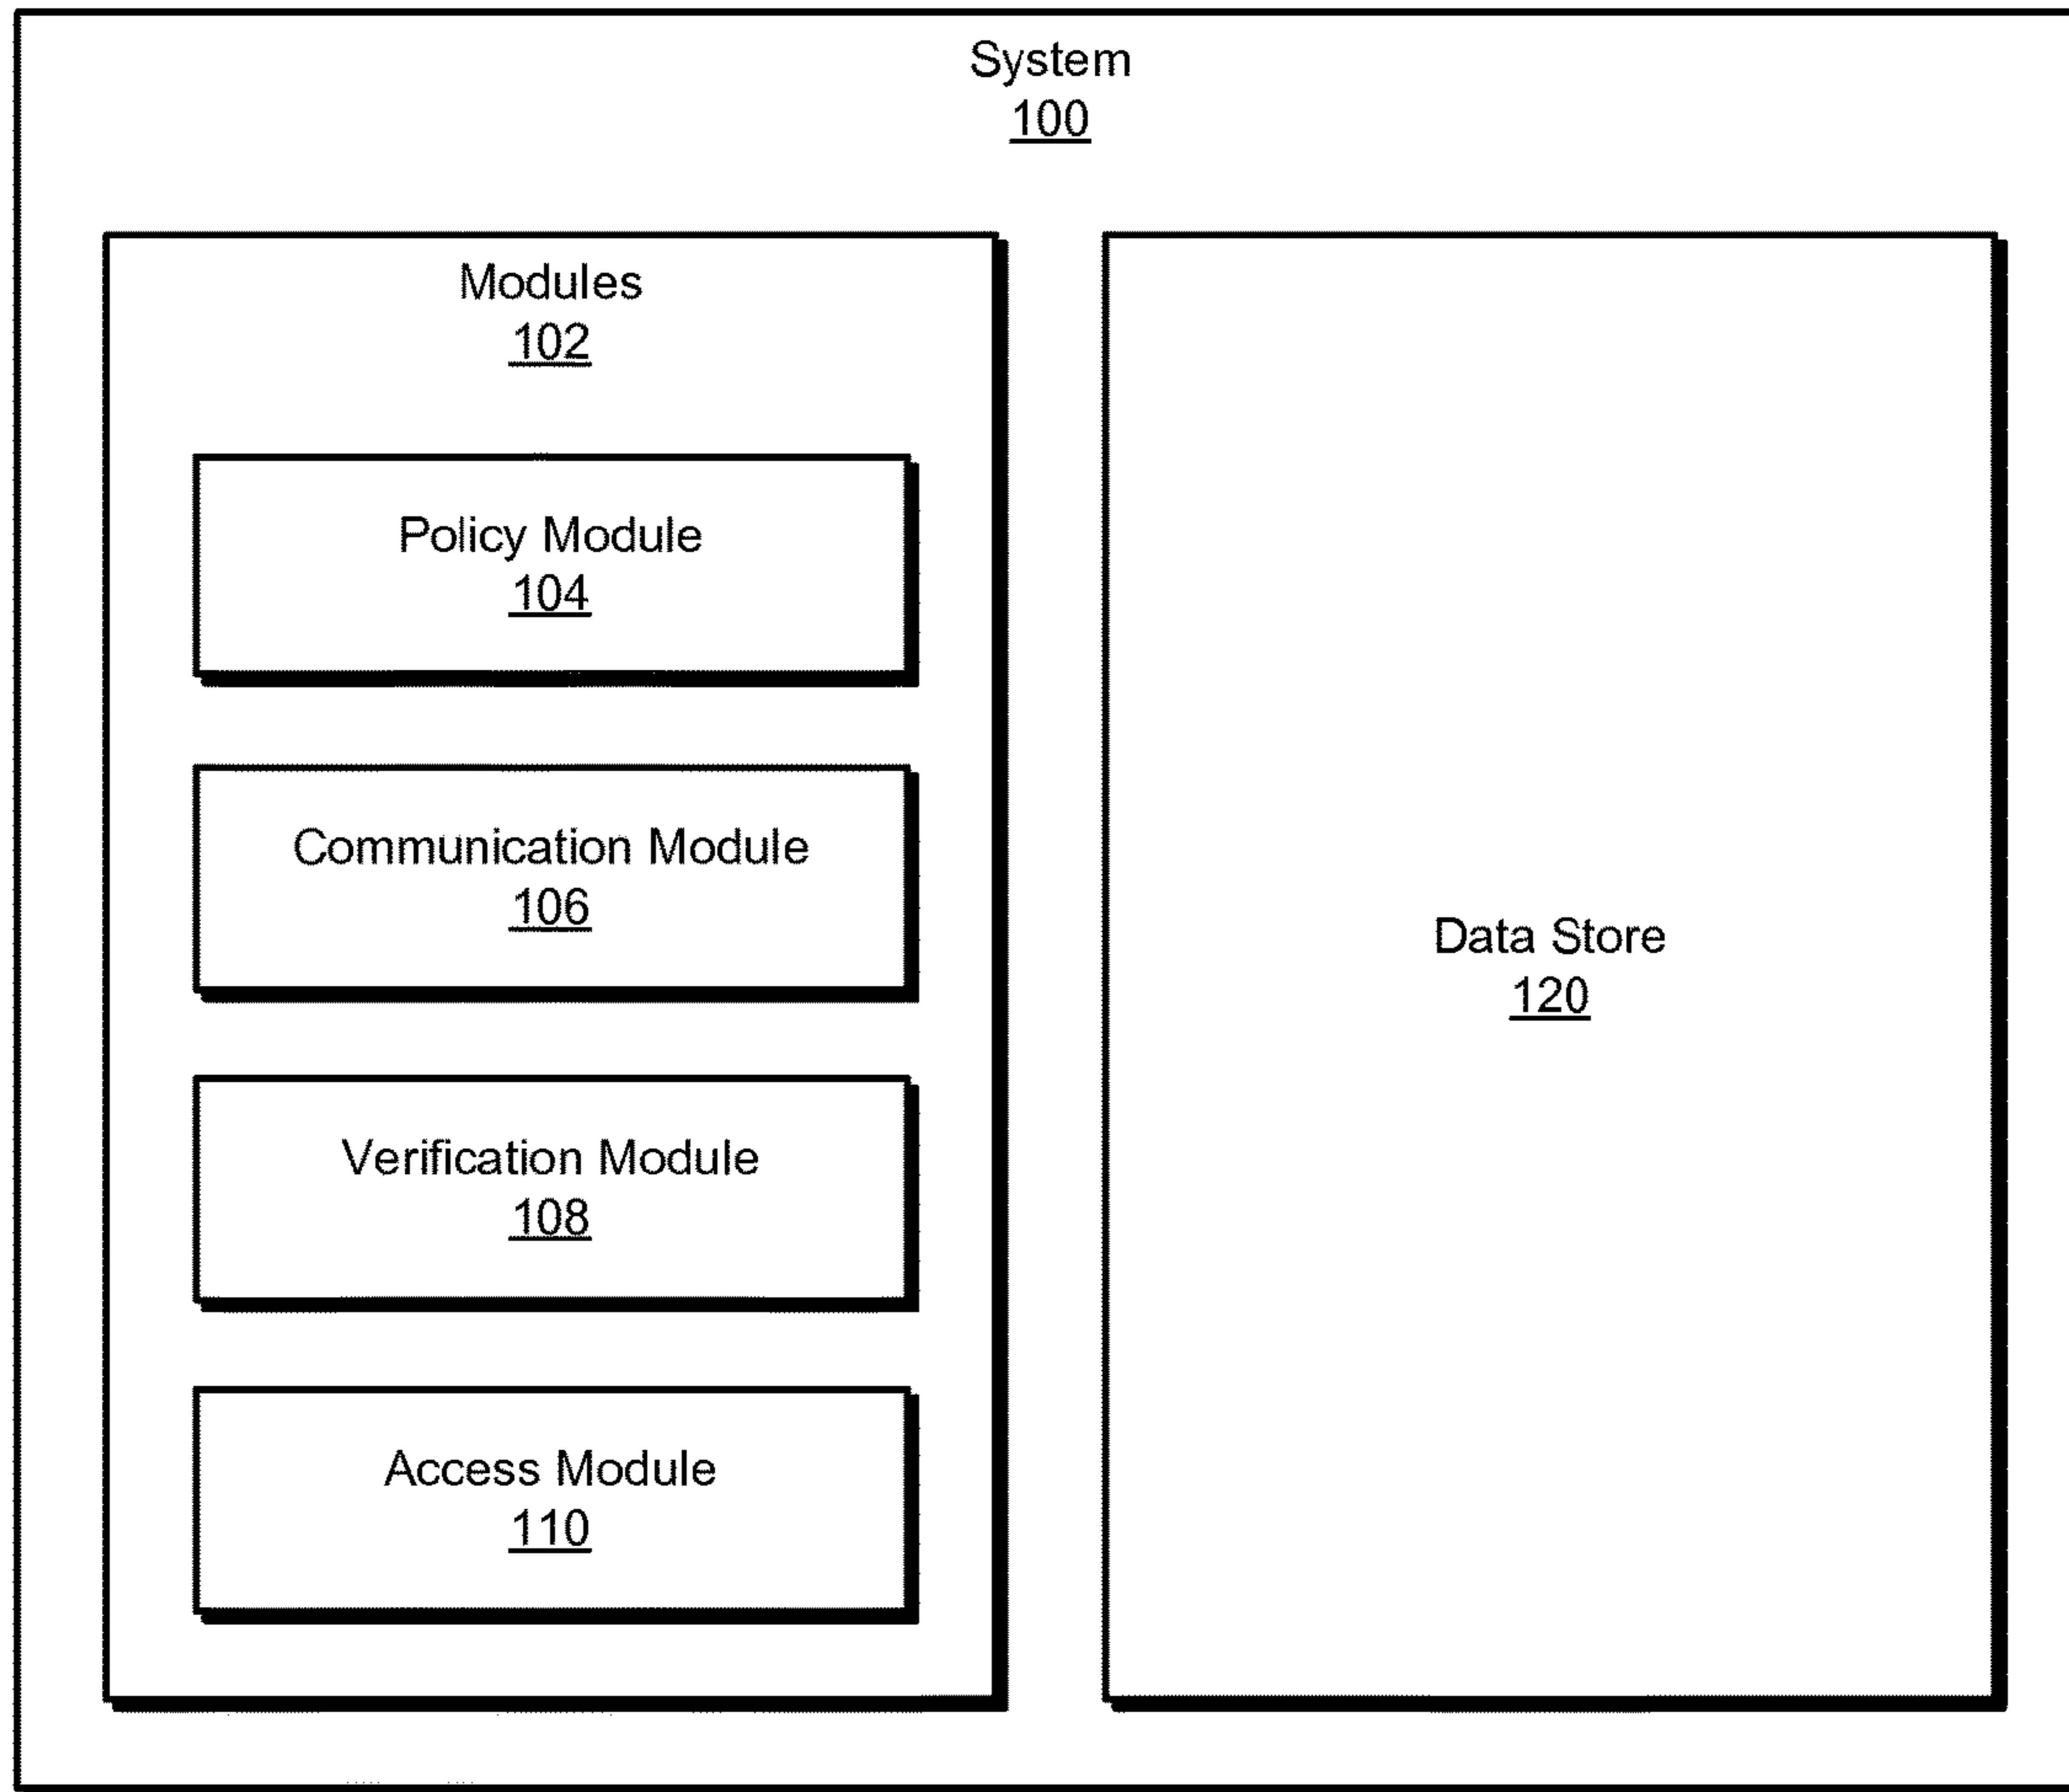 System
100
Modules
102
Policy Module
104
Communication Module
106
Verification Module
108
Access Module
110
Data Store
120